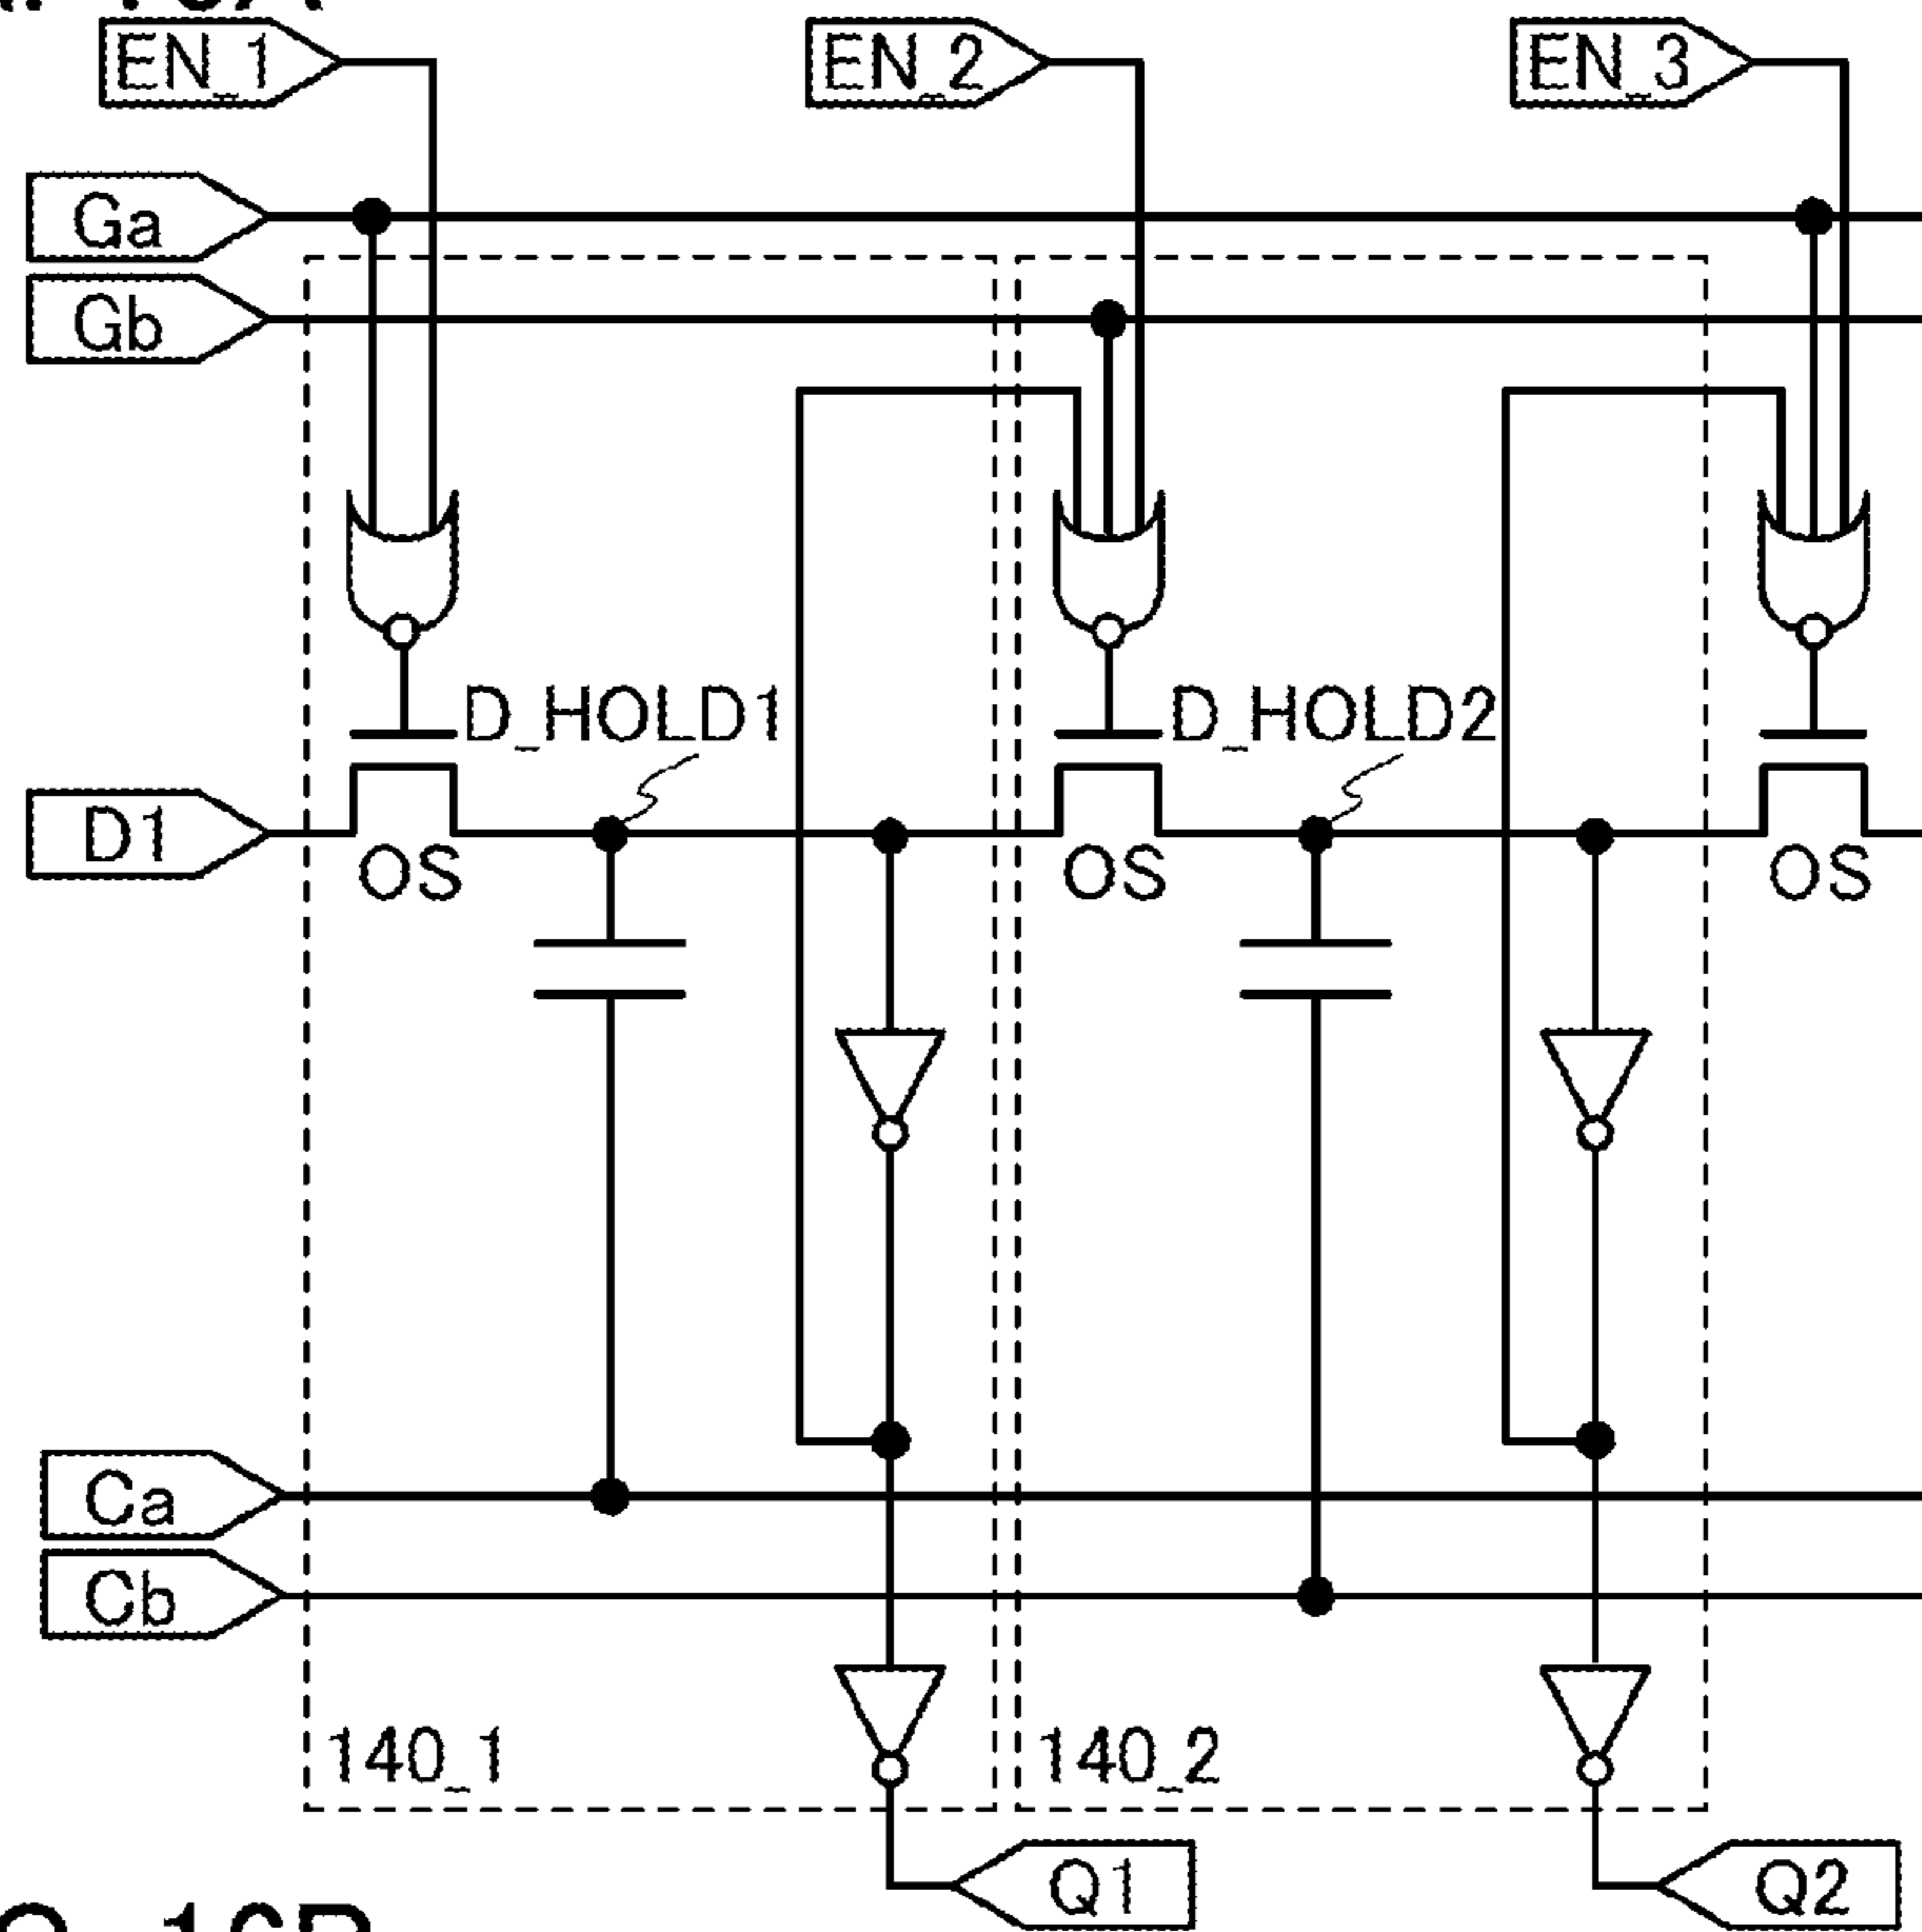 EN_1
EN_2
EN_3
Ga
Gb
D_HOLD1
D_HOLD2
D1
OS
OS
OS
Ca
Cb
140_1
140_2
Q1
Q2